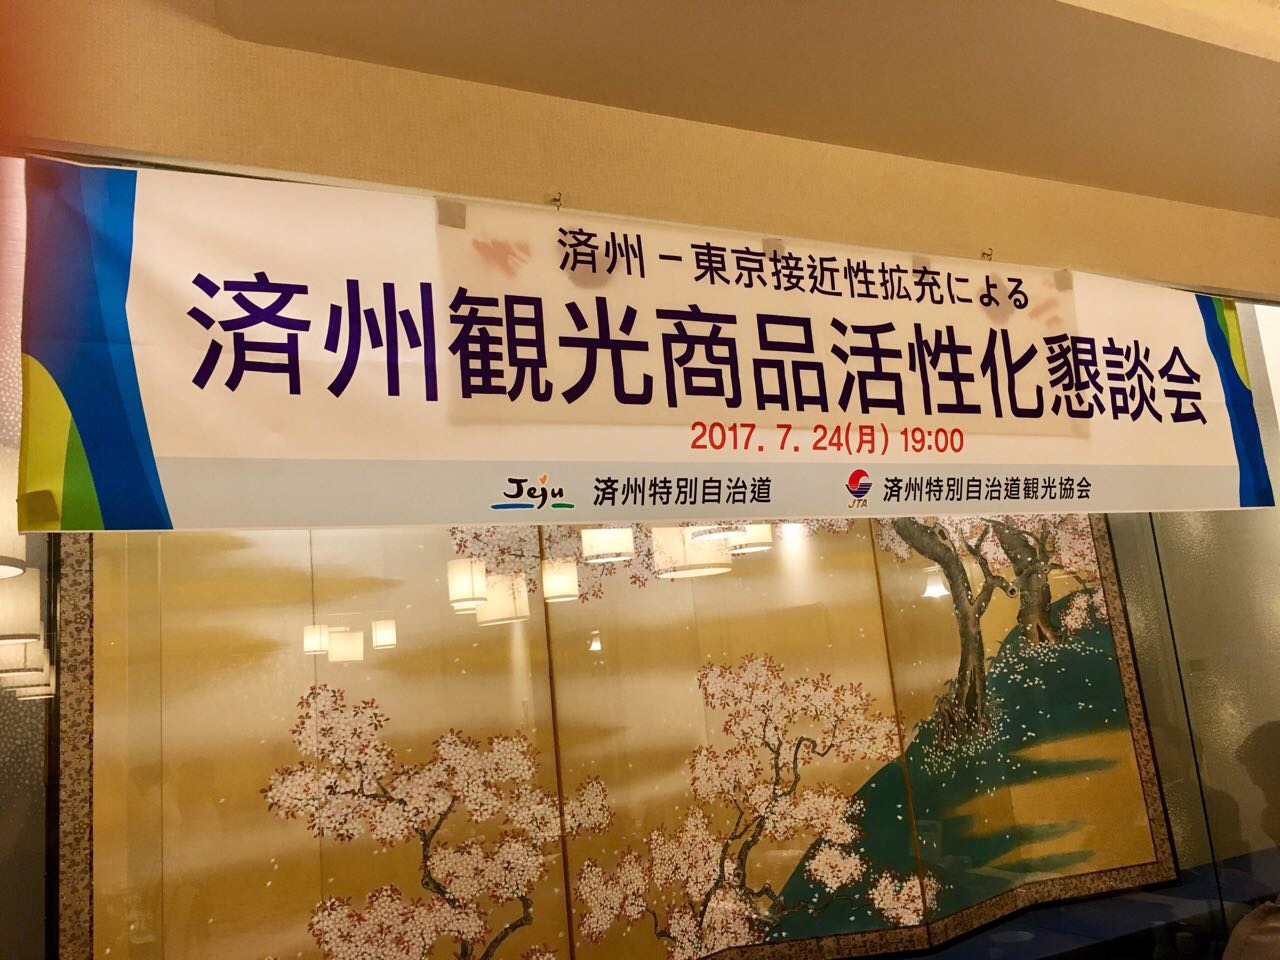 済州－東京接近性拡充による
済州観光商品活性化懇談会
2017. 7. 24(月) 19:00
Jeju 済州特別自治道 JTA 済州特別自治道観光協会